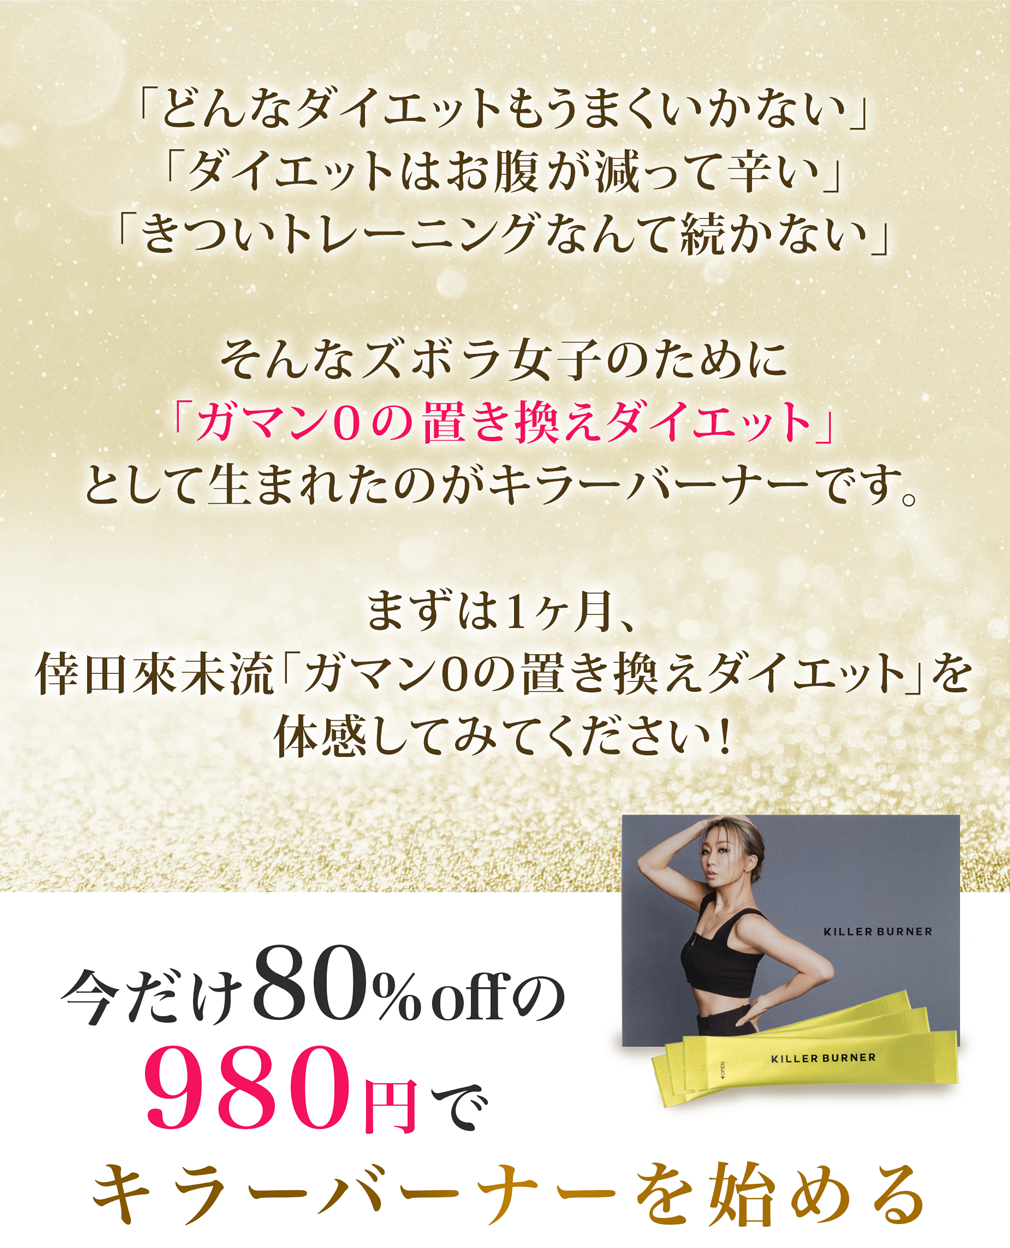 「どんなダイエットもうまくいかない」
「ダイエットはお腹が減って辛い」
「きついトレーニングなんて続かない」
そんなズボラ女子のために
「ガマン0の置き換えダイエット」
として生まれたのがキラーバーナーです。
まずは1ヶ月、
倖田來未流「ガマン0の置き換えダイエット」を
体感してみてください！
KILLER BURNER
KILLER BURNER
OPEN
今だけ80%offの
980円で
キラーバーナーを始める